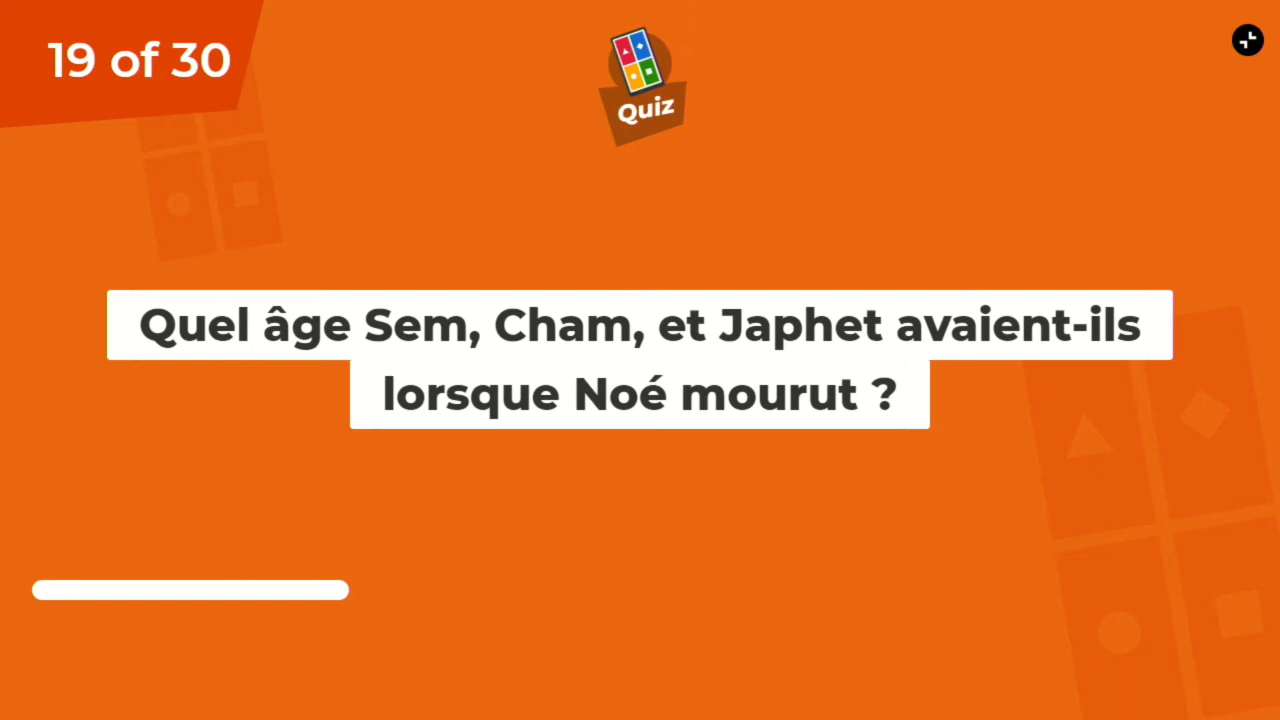 19 of 30
Quiz
Quel âge Sem, Cham, et Japhet avaient-ils
lorsque Noé mourut ?